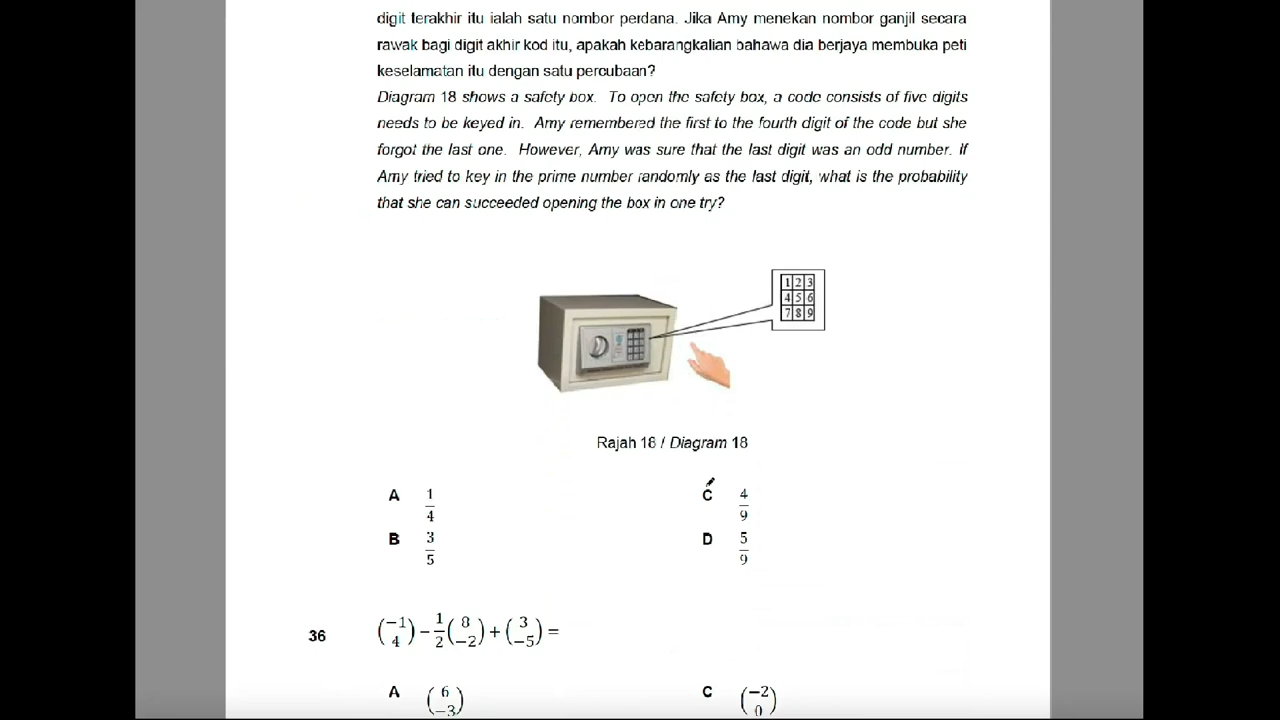 digit terakhir itu ialah satu nombor perdana. Jika Amy menekan nombor ganjil secara
rawak bagi digit akhir kod itu, apakah kebarangkalian bahawa dia berjaya membuka peti
keselamatan itu dengan satu percubaan?
Diagram 18 shows a safety box. To open the safety box, a code consists of five digits
needs to be keyed in. Amy remembered the first to the fourth digit of the code but she
forgot the last one. However, Amy was sure that the last digit was an odd number. If
Amy tried to key in the prime number randomly as the last digit, what is the probability
that she can succeeded opening the box in one try?
1 2 3
4 5 6
7 8 9
Rajah 18 / Diagram 18
A 1/4
C 4/9
B 3/5
D 5/9
36 (−1 4) − 1/2 (8 −2) + (3 −5) =
A (6 −3)
C (−2 0)